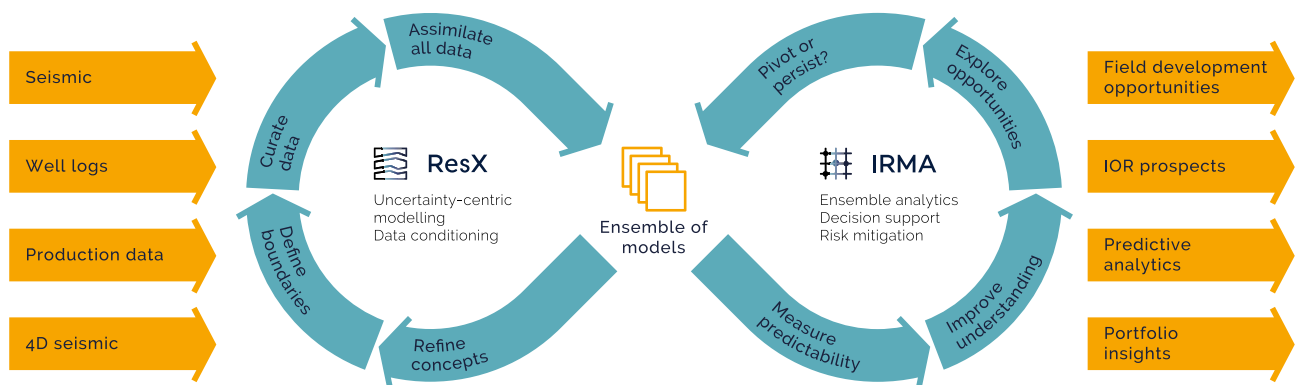 Seismic
Well logs
Production data
4D seismic
Curate
data
Assimilate
all data
Define
boundaries
Refine
concepts
ResX
Uncertainty-centric
modelling
Data conditioning
Ensemble of
models
Pivot or
persist?
Explore
opportunities
IRMA
Ensemble analytics
Decision support
Risk mitigation
Measure
predictability
Improve
understanding
Field development
opportunities
IOR prospects
Predictive
analytics
Portfolio
insights